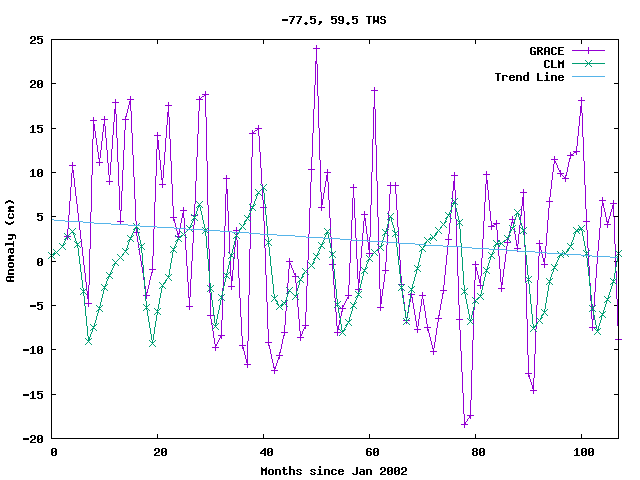 -77.5, 59.5 TWS
GRACE
CLM
Trend Line
25
20
15
10
5
0
-5
-10
-15
-20
Anomaly (cm)
0 20 40 60 80 100
Months since Jan 2002